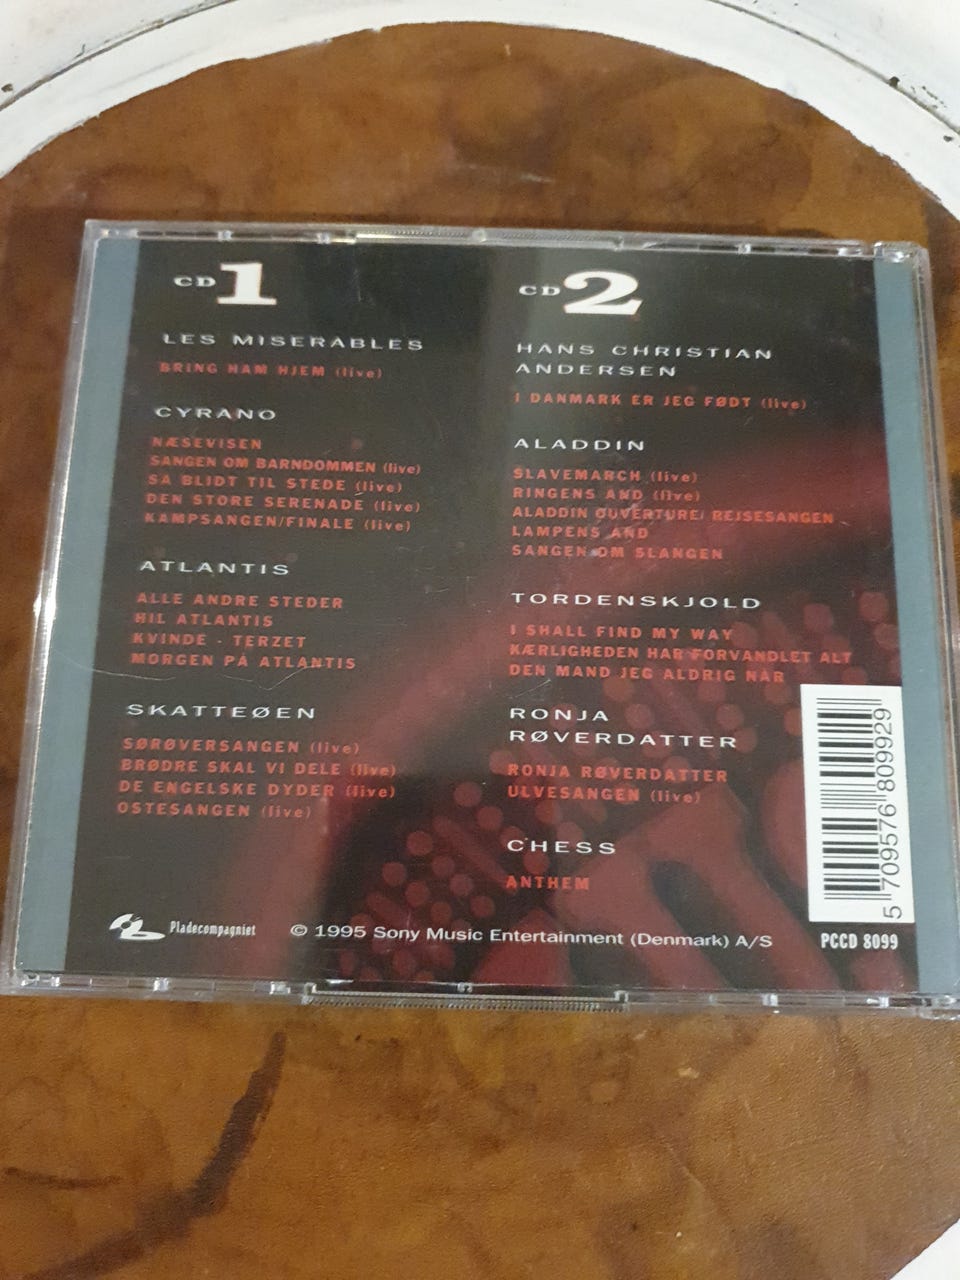 CD 1
LES MISERABLES
BRING HAM HJEM (live)
CYRANO
NÆSEVISEN
SANGEN OM BARNDOMMEN (live)
SA BLIDT TIL STEDE (live)
DEN STORE SERENADE (live)
KAMPSANGEN/FINALE (live)
ATLANTIS
ALLE ANDRE STEDER
HIL ATLANTIS
KVINDE - TERZET
MORGEN PÅ ATLANTIS
SKATTEØEN
SØRØVERSANGEN (live)
BRØDRE SKAL VI DELE (live)
DE ENGELSKE DYDER (live)
OSTESANGEN (live)
CD 2
HANS CHRISTIAN
ANDERSEN
I DANMARK ER JEG FØDT (live)
ALADDIN
SLAVEMARCH (live)
RINGENS AND (live)
ALADDIN OUVERTURE/ REJSESANGEN
LAMPENS AND
SANGEN OM SLANGEN
TORDENSKJOLD
I SHALL FIND MY WAY
KÆRLIGHEDEN HAR FORVANDLET ALT
DEN MAND JEG ALDRIG NÅR
RONJA
RØVERDATTER
RONJA RØVERDATTER
ULVESANGEN (live)
CHESS
ANTHEM
5 709576 809929
Pladecompagniet
© 1995 Sony Music Entertainment (Denmark) A/S
PCCD 8099